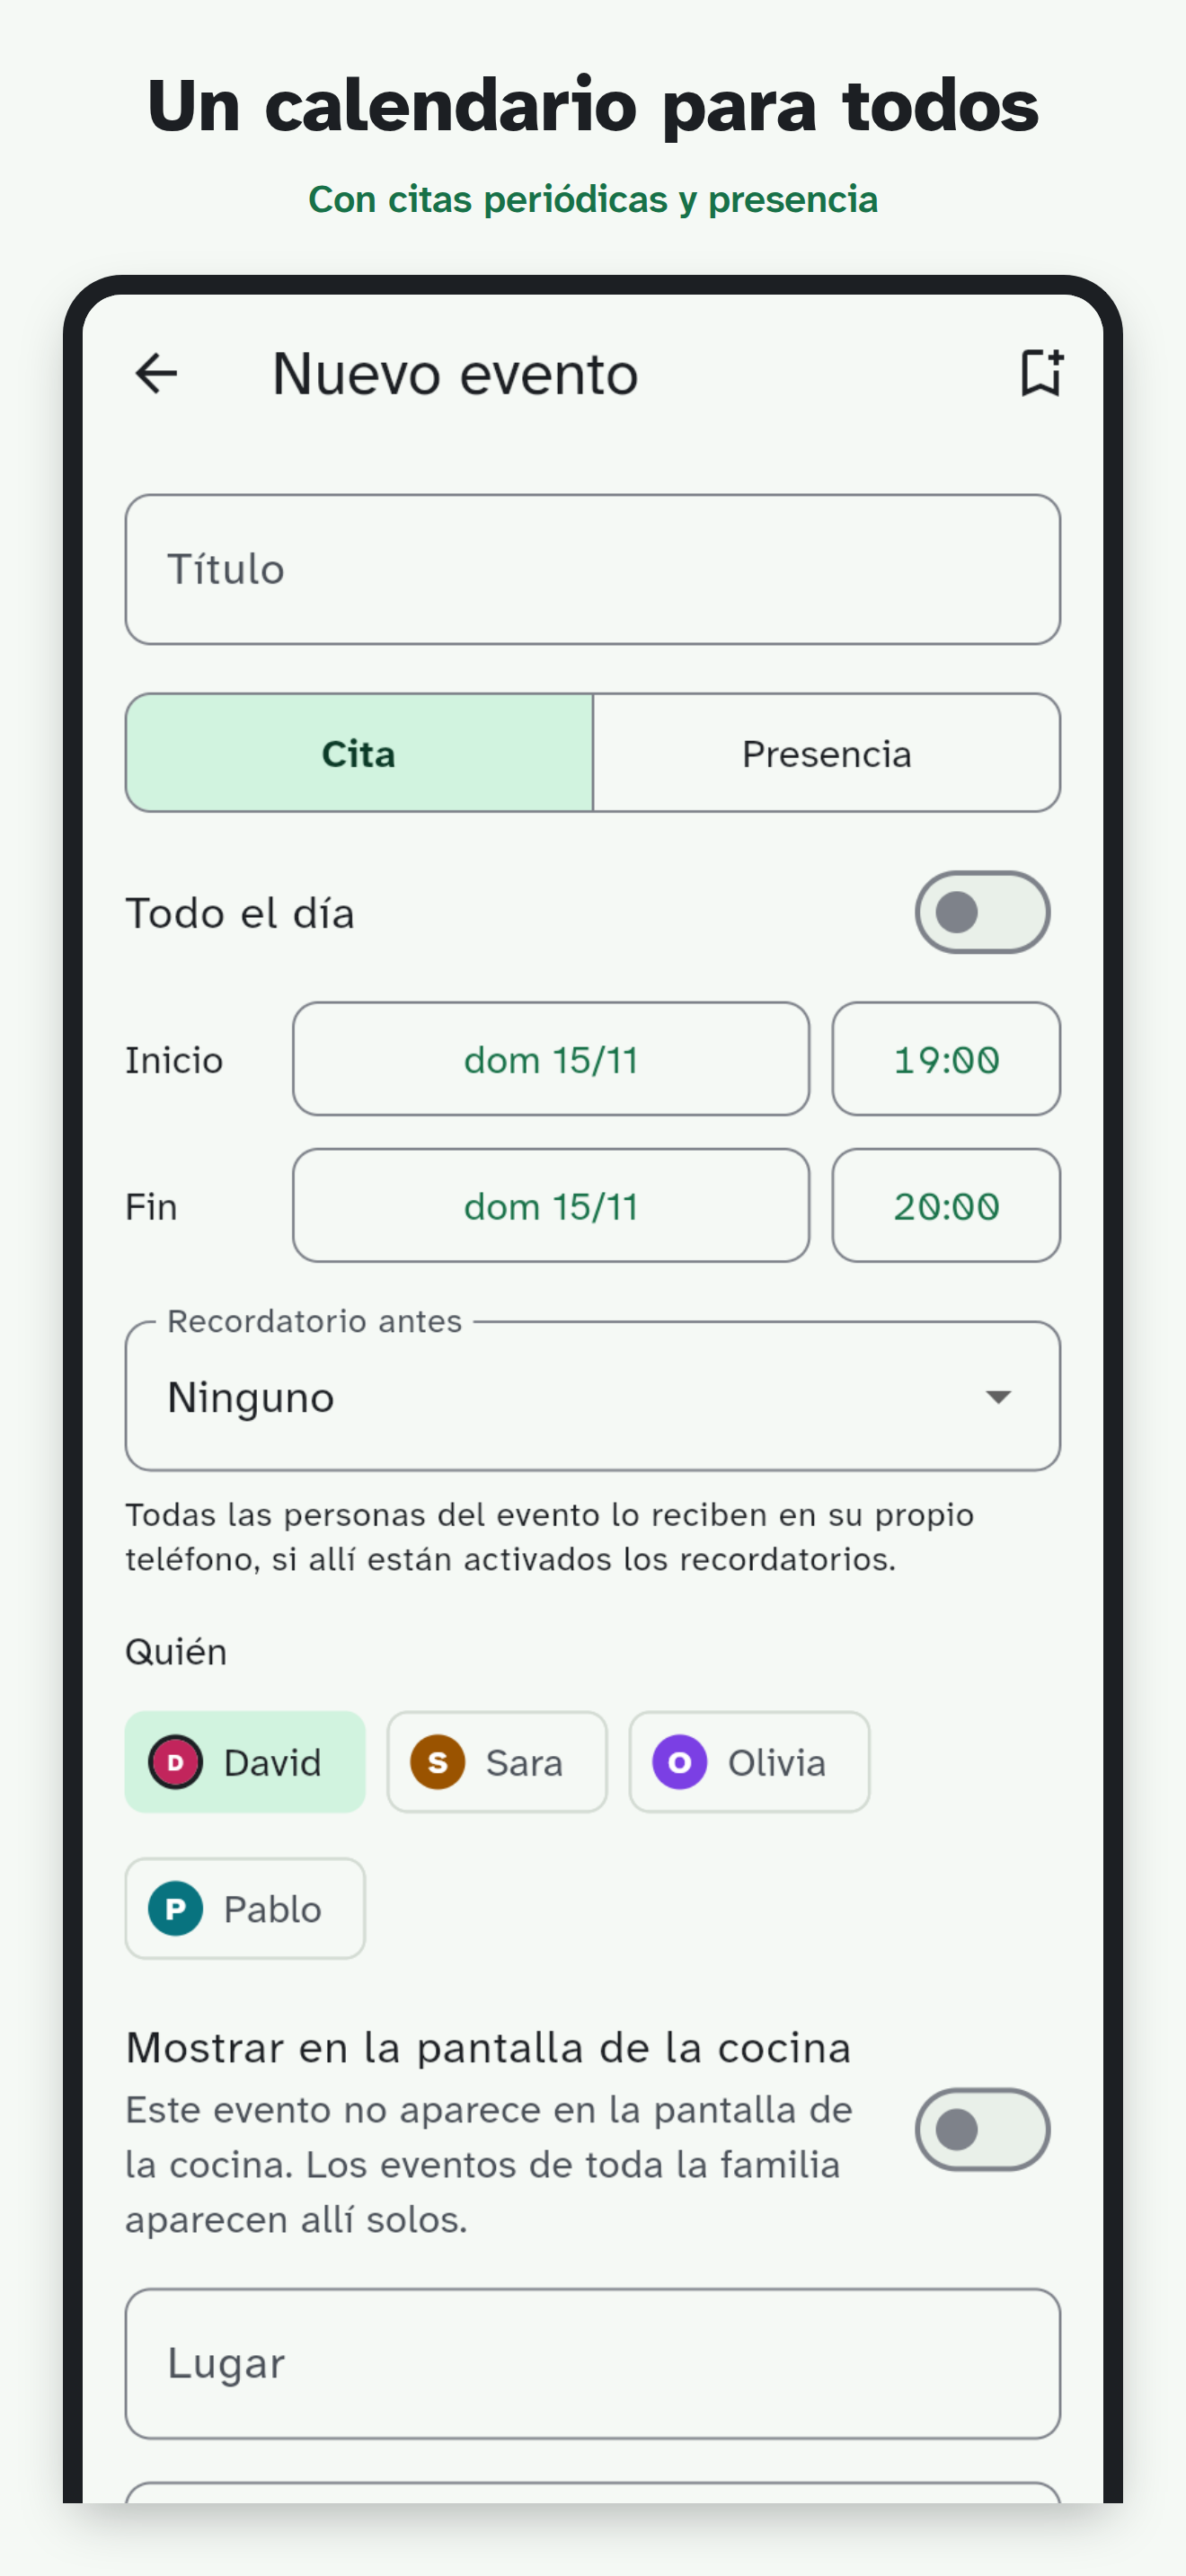 Un calendario para todos
Con citas periódicas y presencia
Nuevo evento
Título
Cita
Presencia
Todo el día
Inicio
dom 15/11
19:00
Fin
dom 15/11
20:00
Recordatorio antes
Ninguno
Todas las personas del evento lo reciben en su propio
teléfono, si allí están activados los recordatorios.
Quién
D David
S Sara
O Olivia
P Pablo
Mostrar en la pantalla de la cocina
Este evento no aparece en la pantalla de
la cocina. Los eventos de toda la familia
aparecen allí solos.
Lugar